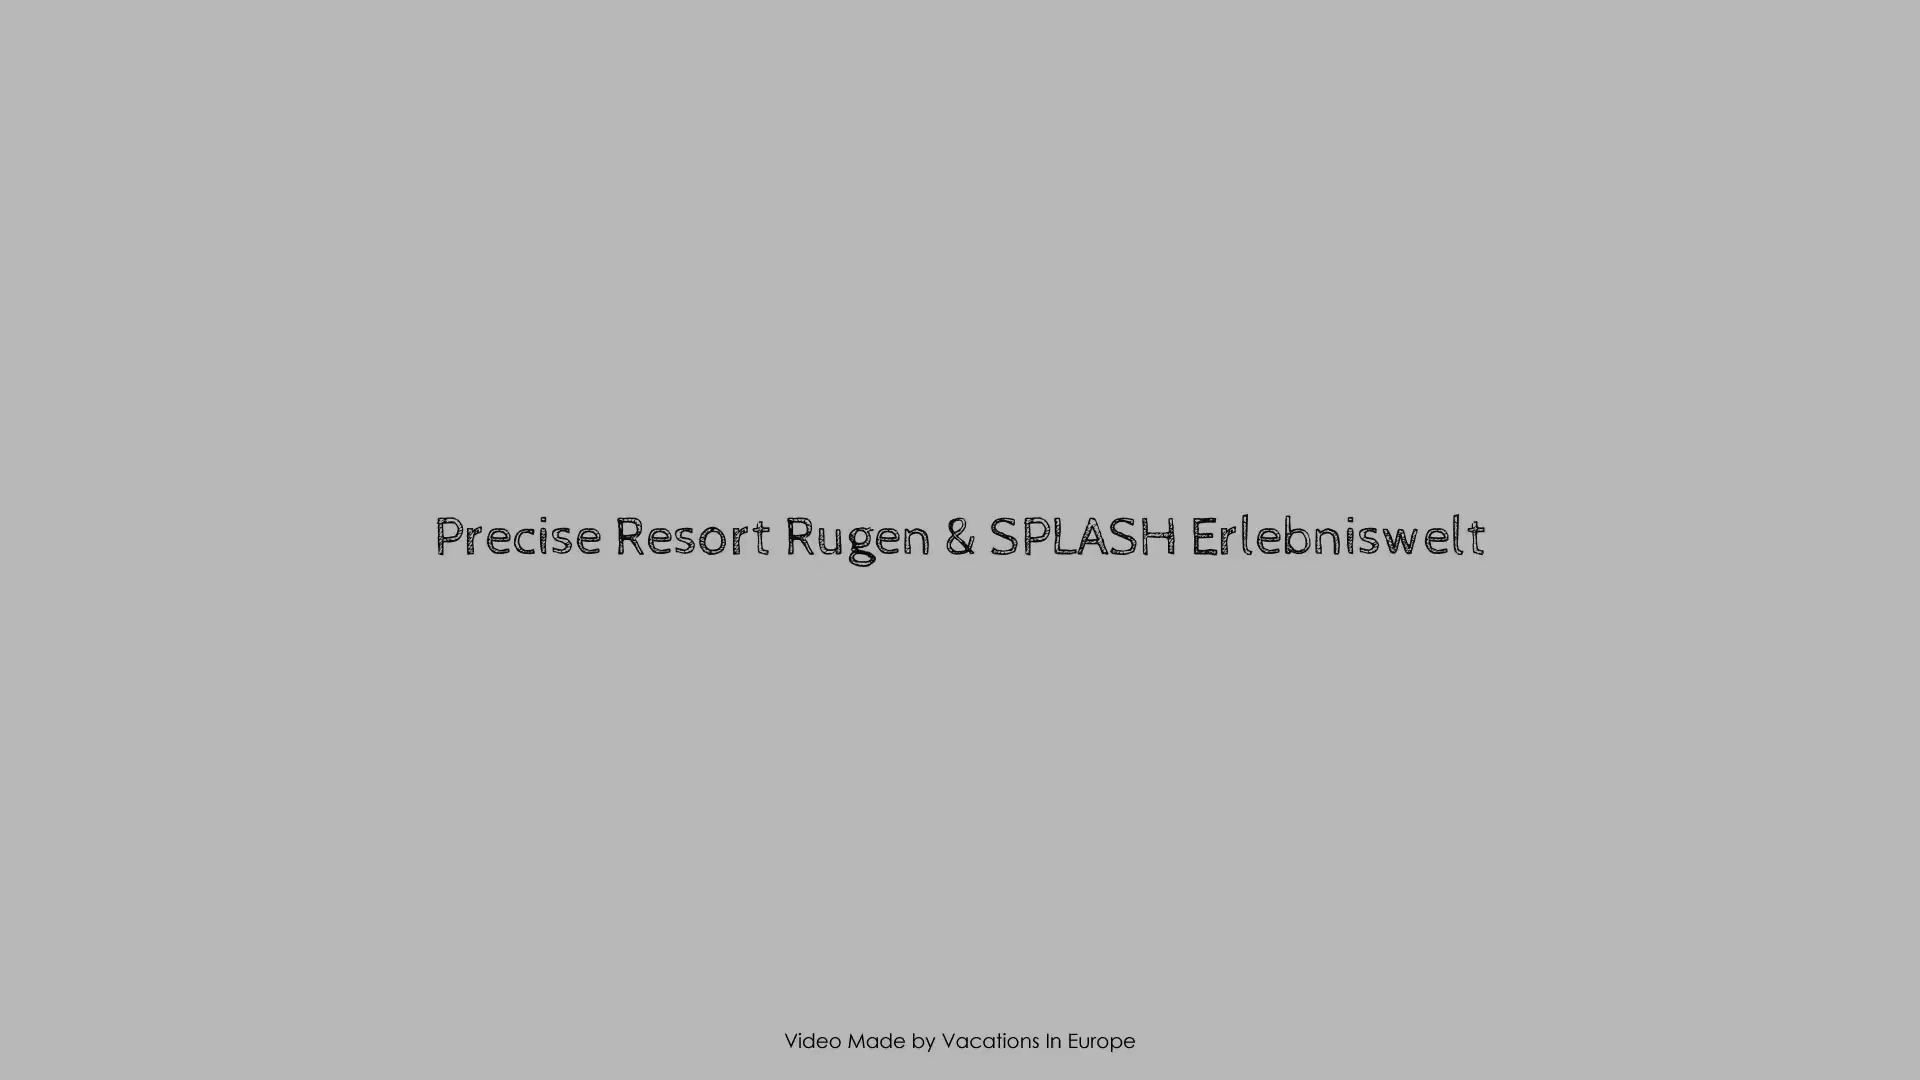 Precise Resort Rugen & SPLASH Erlebniswelt
Video Made by Vacations In Europe